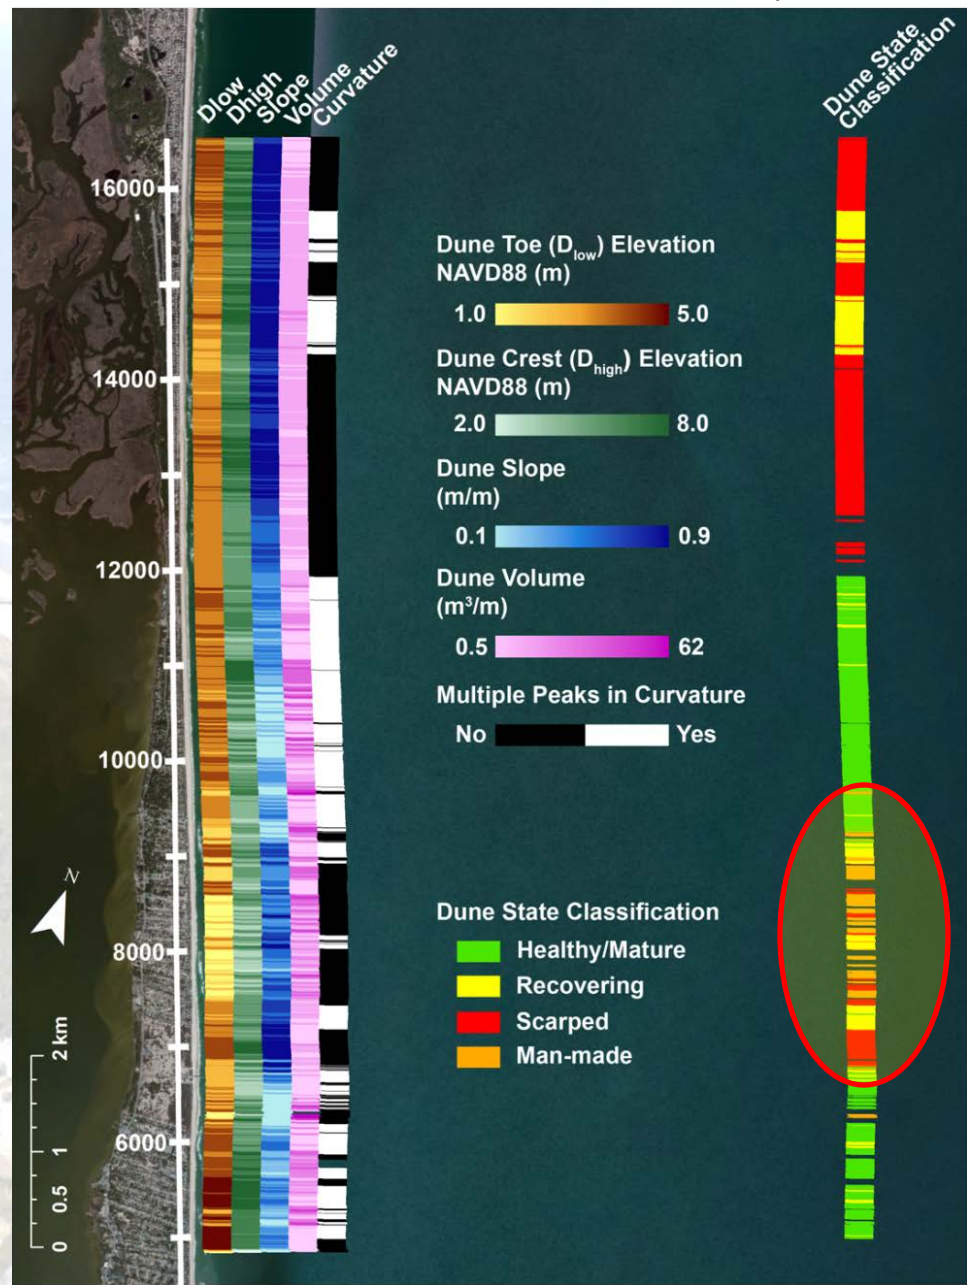 Dlow
Dhigh
Slope
Volume
Curvature
Dune State
Classification
16000
14000
12000
10000
8000
6000
Dune Toe (Dlow) Elevation
NAVD88 (m)
1.0 5.0
Dune Crest (Dhigh) Elevation
NAVD88 (m)
2.0 8.0
Dune Slope
(m/m)
0.1 0.9
Dune Volume
(m³/m)
0.5 62
Multiple Peaks in Curvature
No Yes
N
Dune State Classification
Healthy/Mature
Recovering
Scarped
Man-made
0 0.5 1 2 km